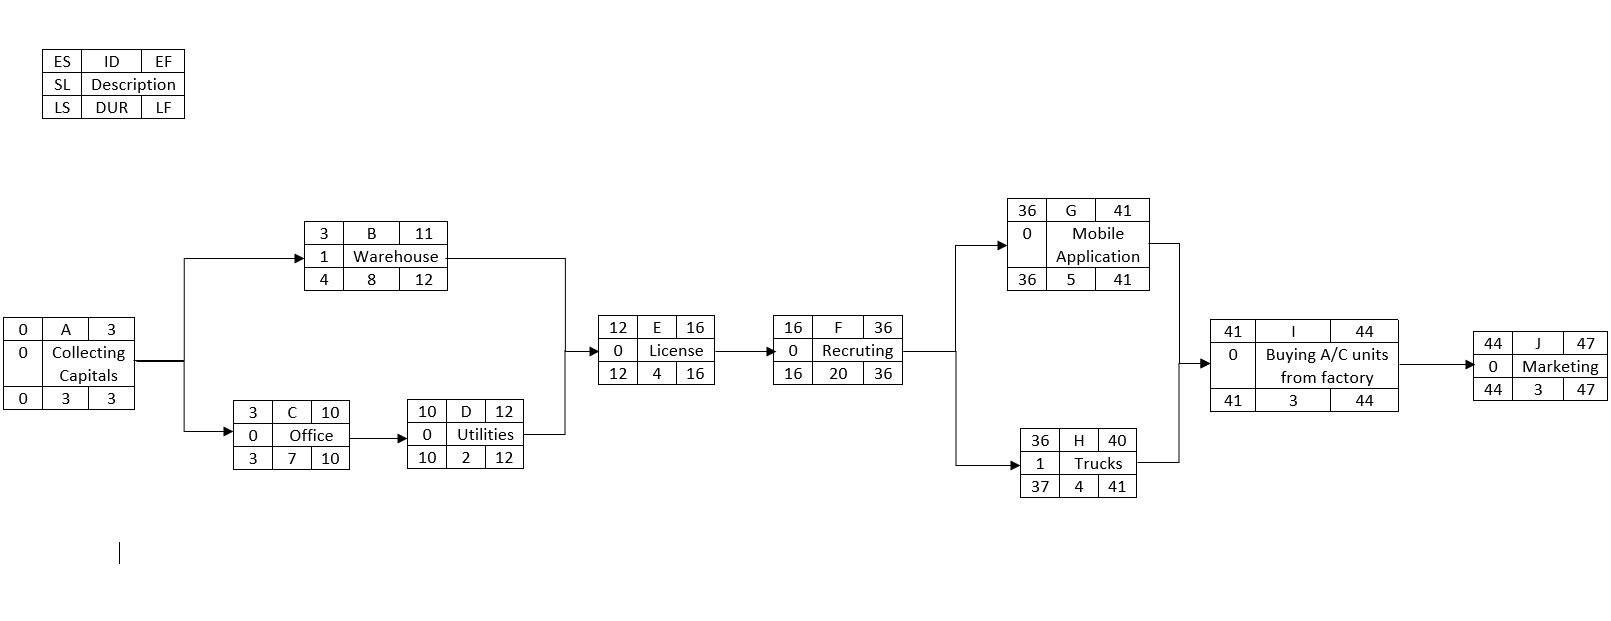 ES ID EF
SL Description
LS DUR LF
0 A 3
0 Collecting
Capitals
0 3 3
3 B 11
1 Warehouse
4 8 12
3 C 10
0 Office
3 7 10
10 D 12
0 Utilities
10 2 12
12 E 16
0 License
12 4 16
16 F 36
0 Recruting
16 20 36
36 G 41
0 Mobile
Application
36 5 41
36 H 40
1 Trucks
37 4 41
41 I 44
0 Buying A/C units
from factory
41 3 44
44 J 47
0 Marketing
44 3 47